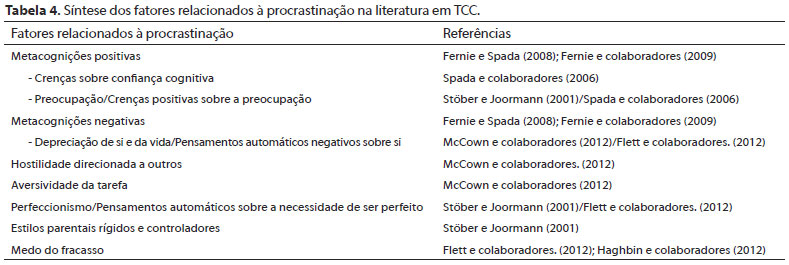 Tabela 4. Síntese dos fatores relacionados à procrastinação na literatura em TCC.
Fatores relacionados à procrastinação Referências
Metacognições positivas Fernie e Spada (2008); Fernie e colaboradores (2009)
- Crenças sobre confiança cognitiva Spada e colaboradores (2006)
- Preocupação/Crenças positivas sobre a preocupação Stöber e Joormann (2001)/Spada e colaboradores (2006)
Metacognições negativas Fernie e Spada (2008); Fernie e colaboradores (2009)
- Depreciação de si e da vida/Pensamentos automáticos negativos sobre si McCown e colaboradores (2012)/Flett e colaboradores. (2012)
Hostilidade direcionada a outros McCown e colaboradores. (2012)
Aversividade da tarefa McCown e colaboradores (2012)
Perfeccionismo/Pensamentos automáticos sobre a necessidade de ser perfeito Stöber e Joormann (2001)/Flett e colaboradores. (2012)
Estilos parentais rígidos e controladores Stöber e Joormann (2001)
Medo do fracasso Flett e colaboradores. (2012); Haghbin e colaboradores (2012)